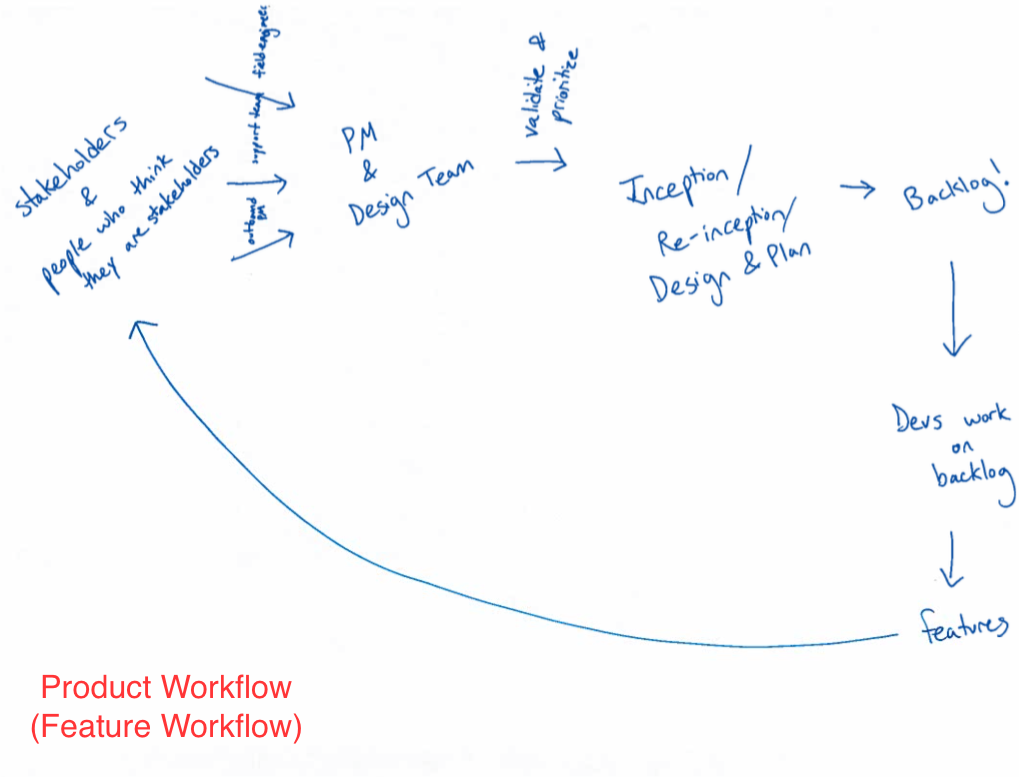 field engineer
support team
outbound
PM
stakeholders
&
people who think
they are stakeholders
PM
&
Design Team
validate &
prioritize
Inception/
Re-inception/
Design & Plan
Backlog!
Devs work
on
backlog
features
Product Workflow
(Feature Workflow)